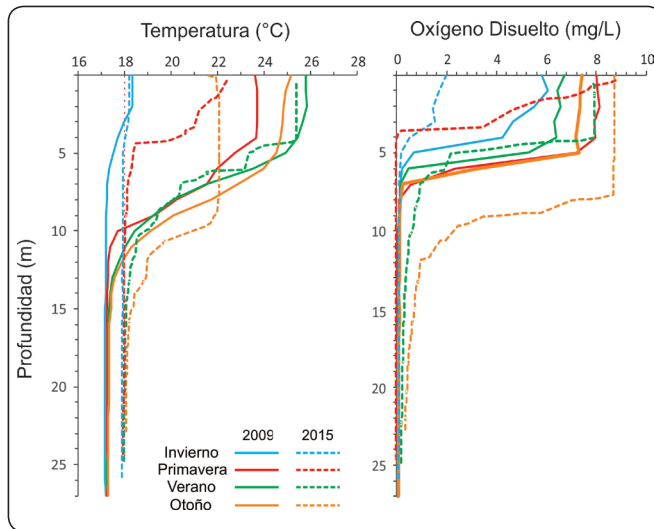 Temperatura (°C)
16 18 20 22 24 26 28
Oxígeno Disuelto (mg/L)
0 2 4 6 8 10
Profundidad (m)
5
10
15
20
25
5
10
15
20
25
2009 2015
Invierno
Primavera
Verano
Otoño